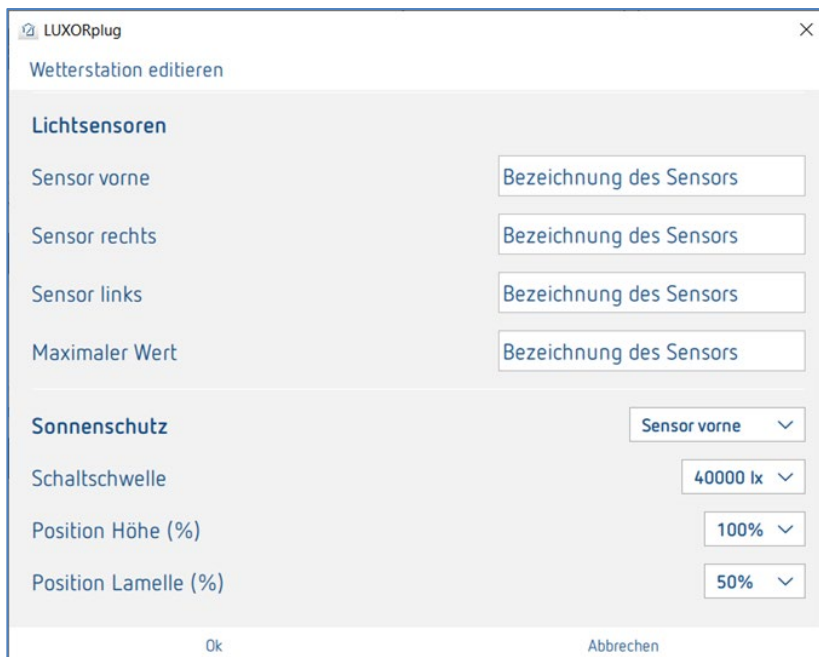 LUXORplug
Wetterstation editieren
Lichtsensoren
Sensor vorne Bezeichnung des Sensors
Sensor rechts Bezeichnung des Sensors
Sensor links Bezeichnung des Sensors
Maximaler Wert Bezeichnung des Sensors
Sonnenschutz Sensor vorne
Schaltschwelle 40000 lx
Position Höhe (%) 100%
Position Lamelle (%) 50%
Ok Abbrechen